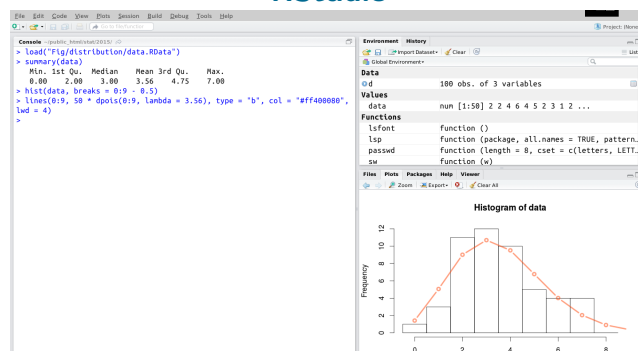 File Edit Code View Plots Session Build Debug Tools Help
Go to file/function
Project: (None
Console ~/public_html/stat/2015/
> load("Fig/distribution/data.RData")
> summary(data)
Min. 1st Qu. Median Mean 3rd Qu. Max.
0.00 2.00 3.00 3.56 4.75 7.00
> hist(data, breaks = 0:9 - 0.5)
> lines(0:9, 50 * dpois(0:9, lambda = 3.56), type = "b", col = "#ff400080",
lwd = 4)
>
Environment History
Import Dataset Clear List
Global Environment
Data
d 100 obs. of 3 variables
Values
data num [1:50] 2 2 4 6 4 5 2 3 1 2 ...
Functions
lsfont function ()
lsp function (package, all.names = TRUE, pattern…
passwd function (length = 8, cset = c(letters, LETT…
sw function (w)
Files Plots Packages Help Viewer
Zoom Export Clear All
Histogram of data
Frequency
0 2 4 6 8 10 12
0 2 4 6 8